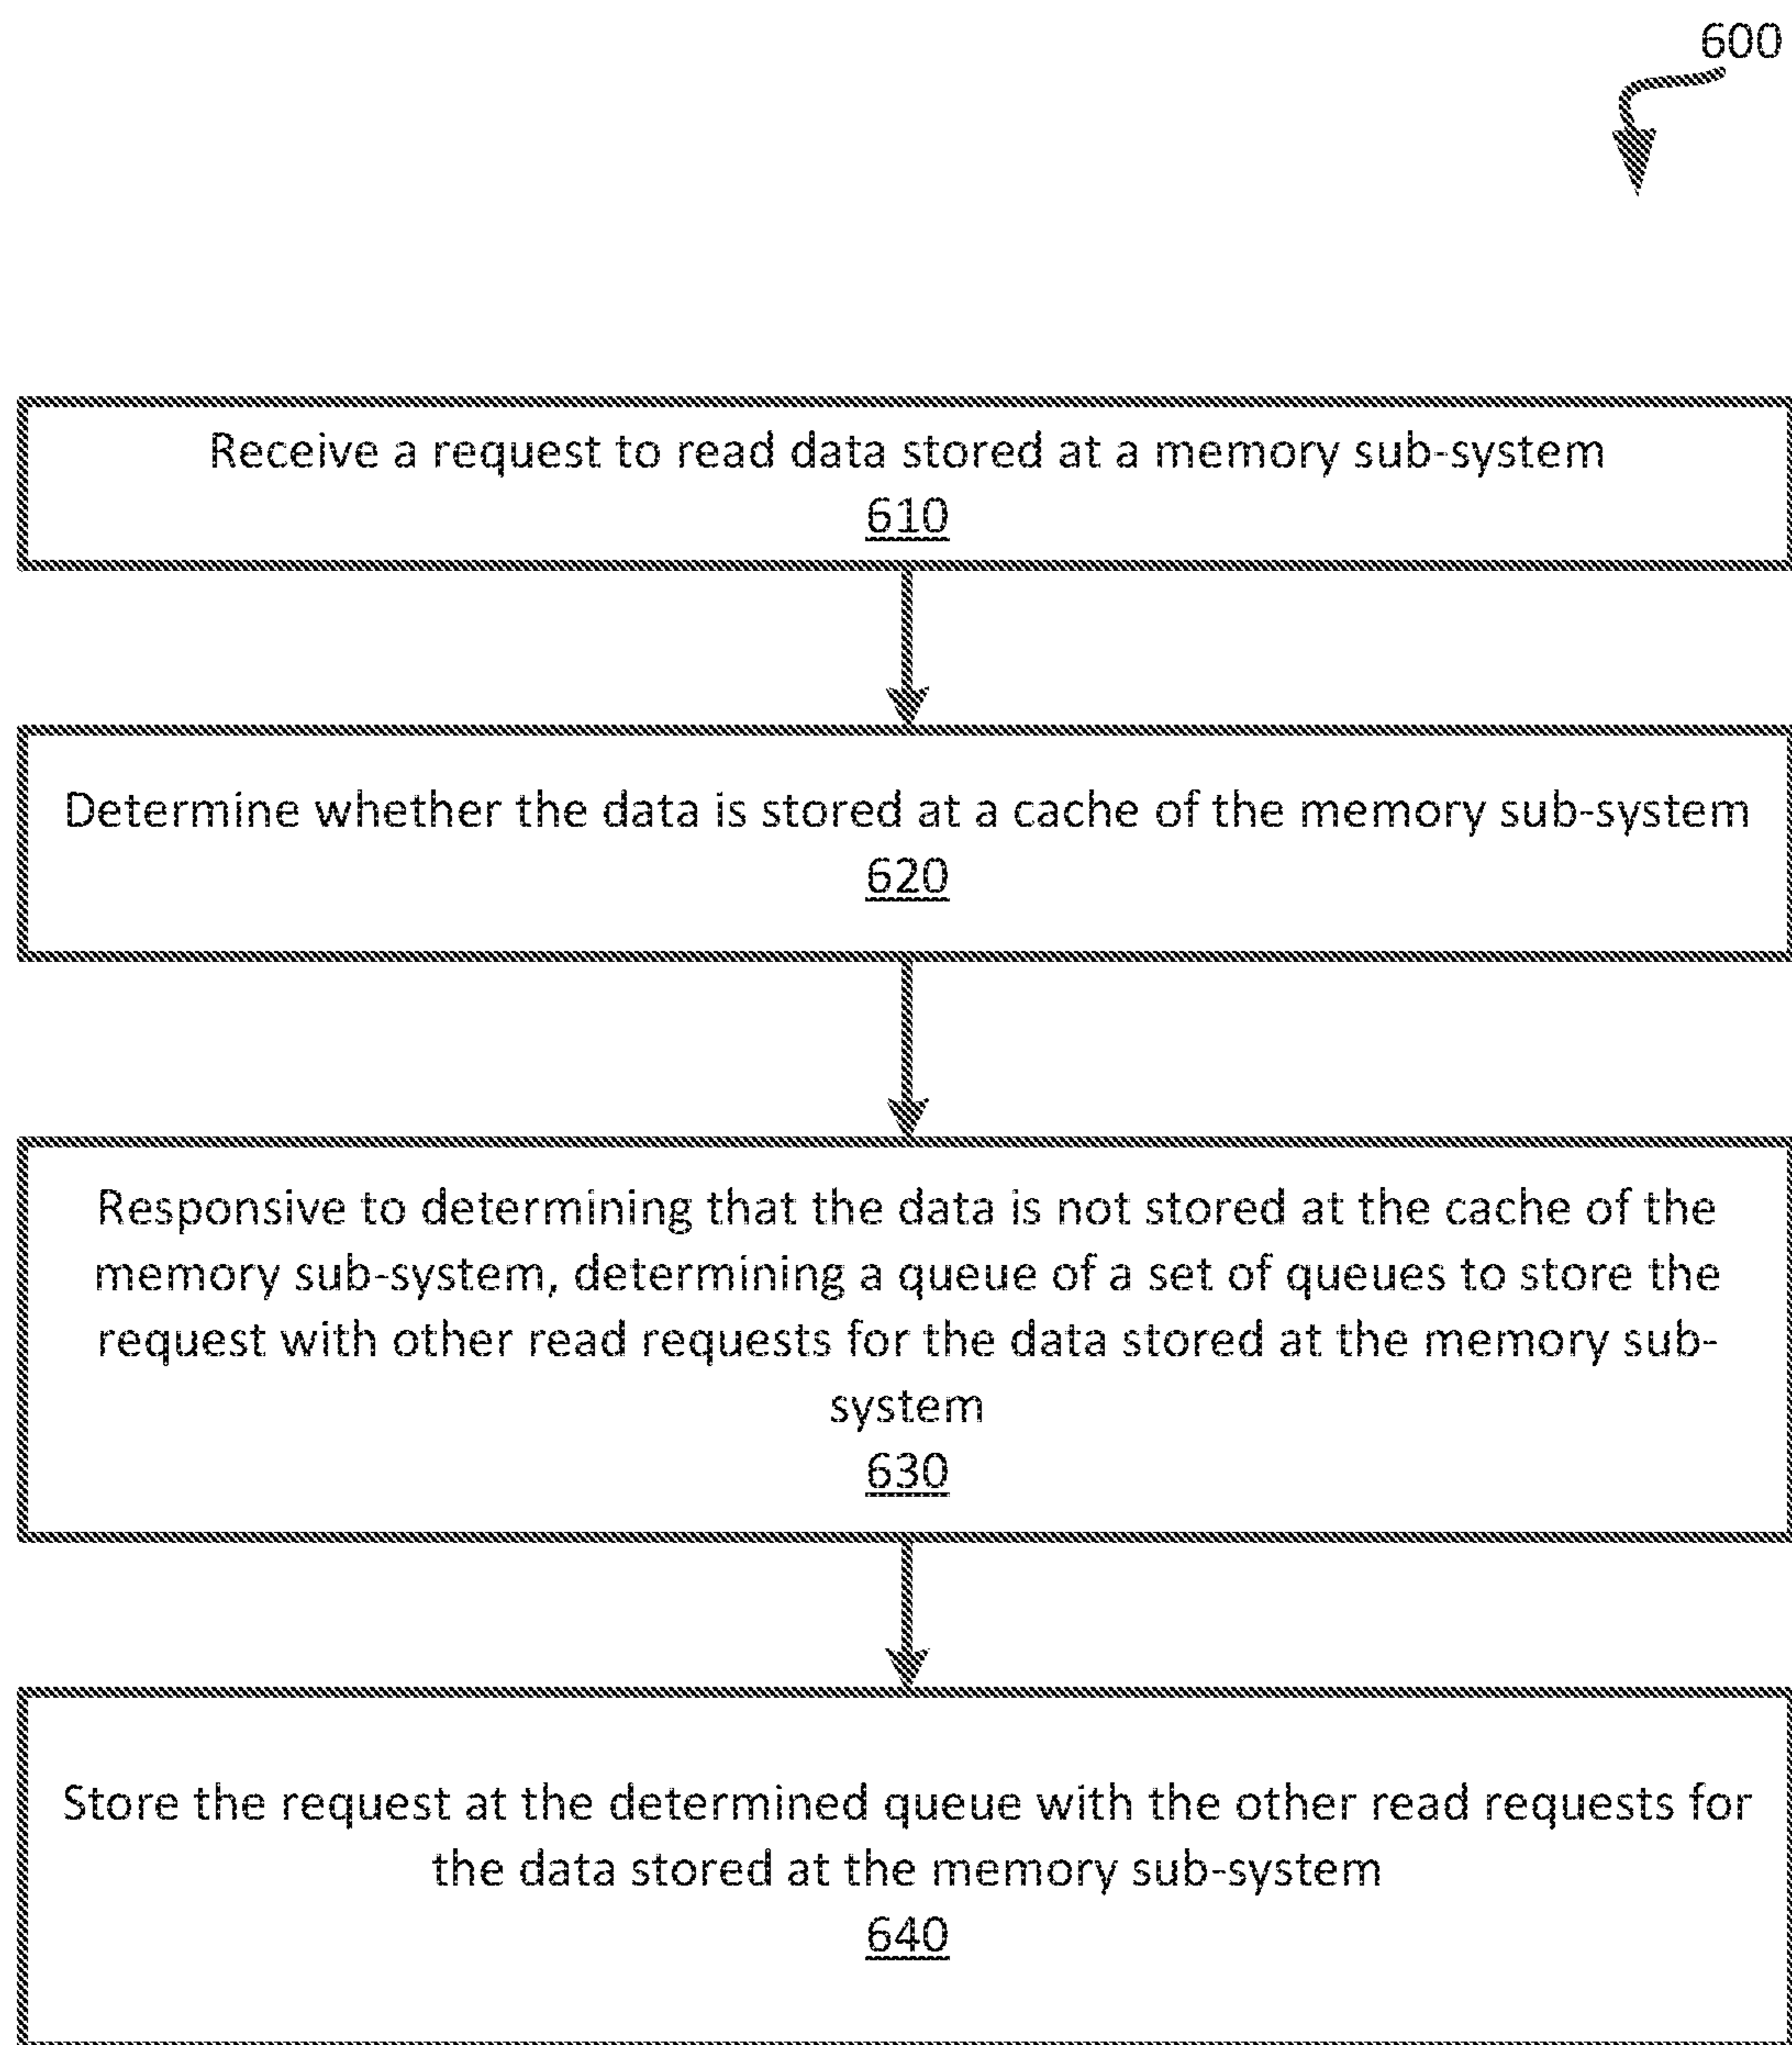 600
Receive a request to read data stored at a memory sub-system
610
Determine whether the data is stored at a cache of the memory sub-system
620
Responsive to determining that the data is not stored at the cache of the
memory sub-system, determining a queue of a set of queues to store the
request with other read requests for the data stored at the memory sub-
system
630
Store the request at the determined queue with the other read requests for
the data stored at the memory sub-system
640